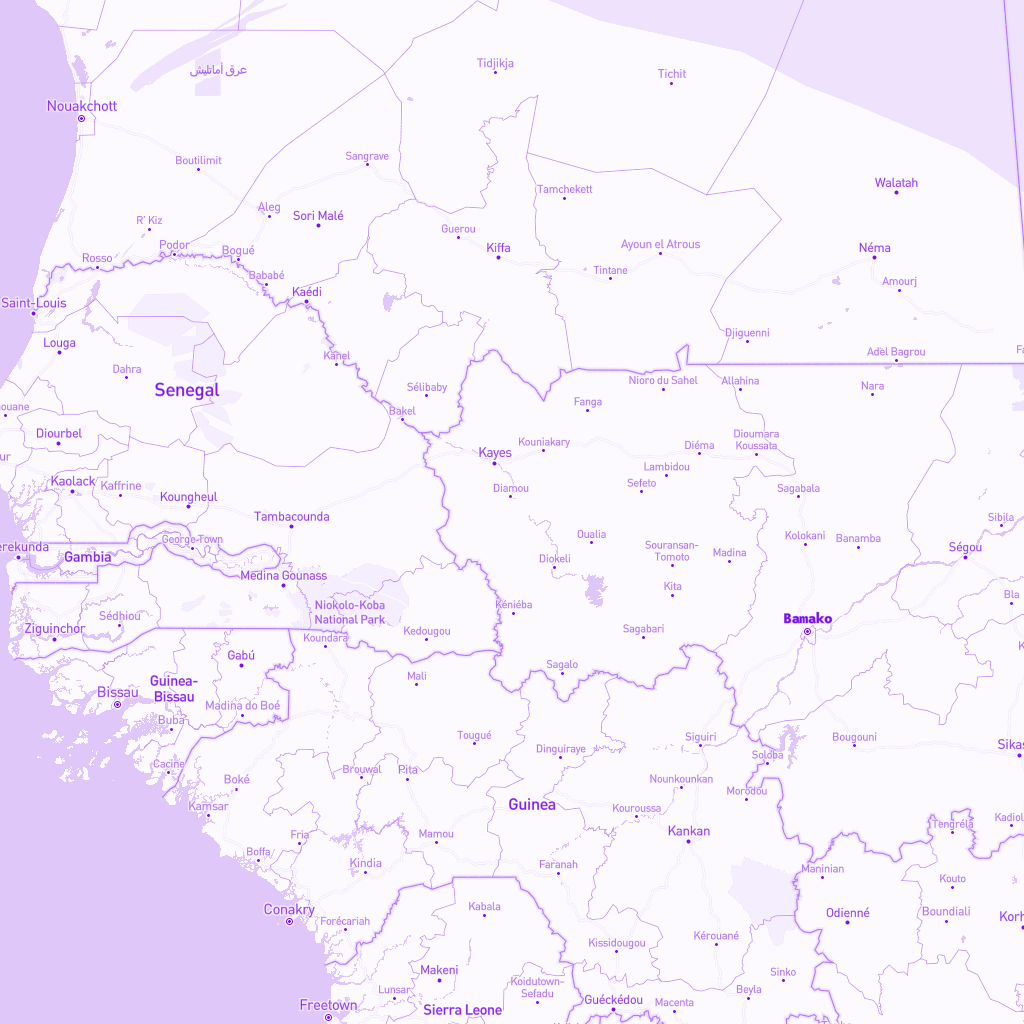 Tidjikja
عرق أماتليش
Tichit
Nouakchott
Sangrave
Boutilimit
Walatah
Tamchekett
Aleg
Sori Malé
R' Kiz
Guerou
Kiffa
Ayoun el Atrous
Néma
Podor
Bogué
Rosso
Tintane
Bababé
Amourj
Kaédi
Saint-Louis
Djiguenni
Louga
Kanel
Adel Bagrou
Fa
Dahra
Senegal
Sélibaby
Nioro du Sahel
Allahina
Nara
ouane
Bakel
Fanga
Diourbel
Kouniakary
Dioumara
Koussata
Diéma
Kayes
ur
Lambidou
Kaolack
Kaffrine
Diamou
Sefeto
Sagabala
Koungheul
Tambacounda
Sibila
George-Town
Oualia
Kolokani
Banamba
erekunda
Gambia
Souransan-
Tomoto
Madina
Ségou
Diokeli
Medina Gounass
Kita
Bla
Niokolo-Koba
National Park
Kéniéba
Sédhiou
Bamako
Ziguinchor
Koundara
Kedougou
Sagabari
K
Gabú
Sagalo
Mali
Guinea-
Bissau
Bissau
Madina do Boé
Buba
Tougué
Dinguiraye
Siguiri
Bougouni
Sikas
Cacine
Soloba
Brouwal
Pita
Boké
Nounkounkan
Morodou
Kamsar
Guinea
Kouroussa
Kadiol
Tengréla
Fria
Mamou
Kankan
Boffa
Kindia
Faranah
Maninian
Kouto
Conakry
Kabala
Odienné
Boundiali
Korh
Forécariah
Kissidougou
Kérouané
Makeni
Sinko
Koidutown-
Sefadu
Lunsar
Beyla
Freetown
Sierra Leone
Guéckédou
Macenta